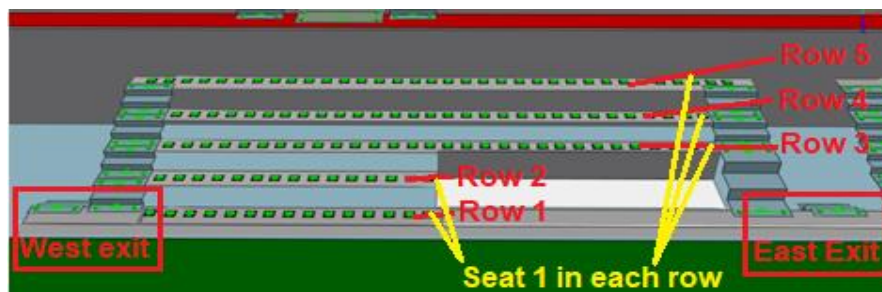 Row 5
Row 4
Row 3
Row 2
Row 1
West exit
East Exit
Seat 1 in each row